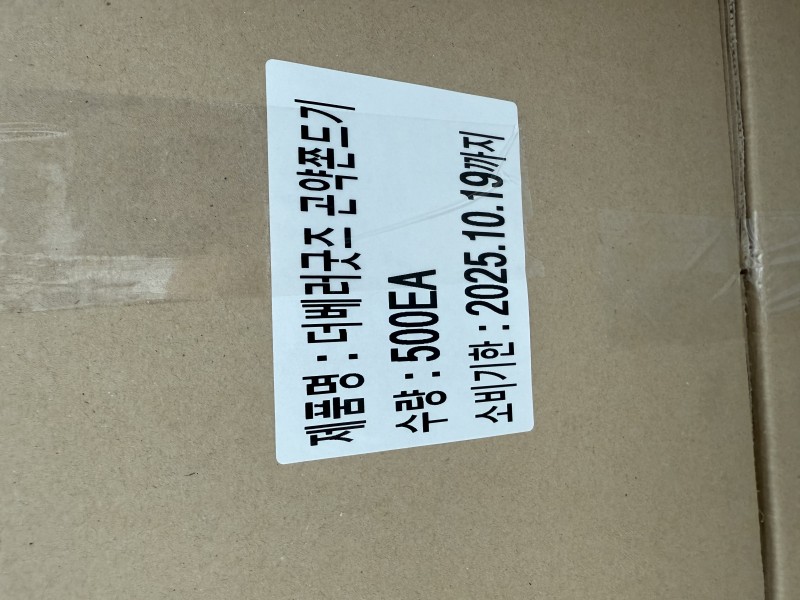 제품명 : 더베러굿즈 곤약쫀드기
수량 : 500EA
소비기한 : 2025.10.19까지